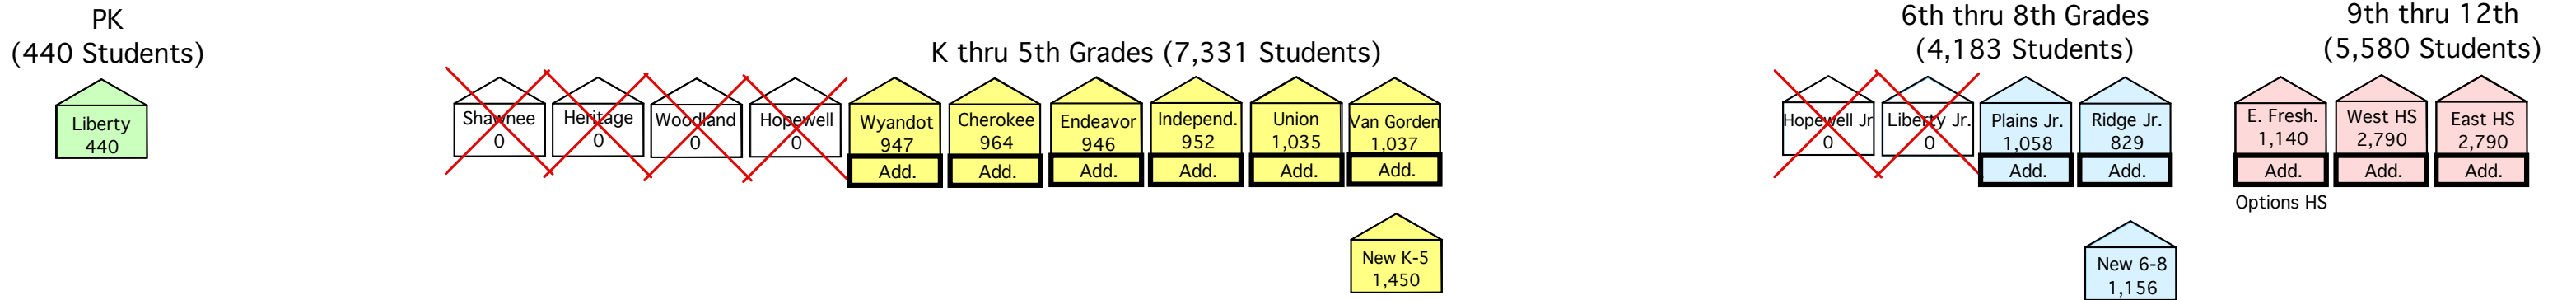 PK
(440 Students)
Liberty
440
K thru 5th Grades (7,331 Students)
Shawnee
0
Heritage
0
Woodland
0
Hopewell
0
Wyandot
947
Add.
Cherokee
964
Add.
Endeavor
946
Add.
Independ.
952
Add.
Union
1,035
Add.
Van Gorden
1,037
Add.
New K-5
1,450
6th thru 8th Grades
(4,183 Students)
Hopewell Jr
0
Liberty Jr.
0
Plains Jr.
1,058
Add.
Ridge Jr.
829
Add.
New 6-8
1,156
9th thru 12th
(5,580 Students)
E. Fresh.
1,140
Add.
Options HS
West HS
2,790
Add.
East HS
2,790
Add.